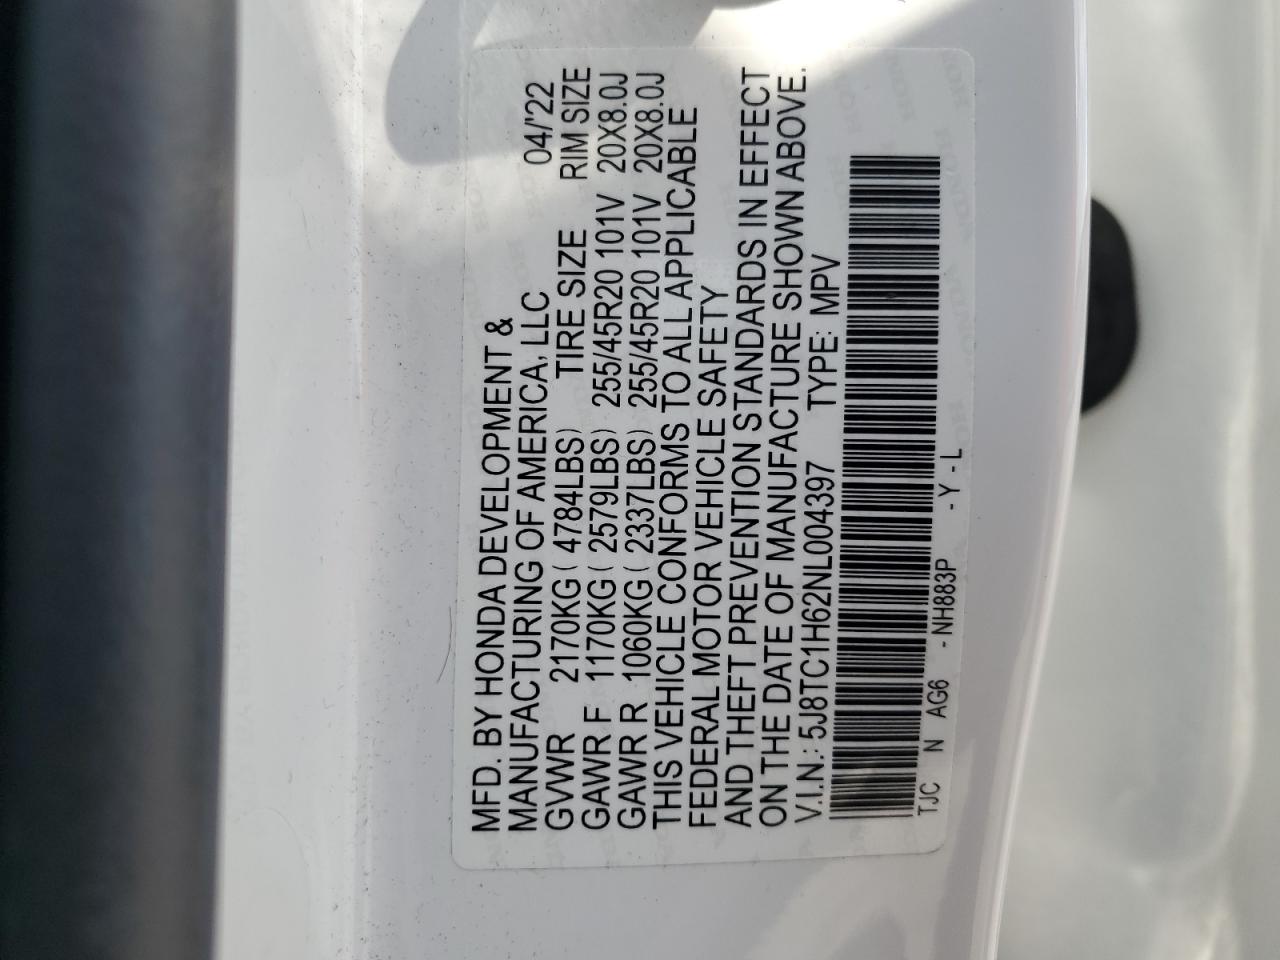 MFD. BY HONDA DEVELOPMENT &
MANUFACTURING OF AMERICA, LLC 04/'22
GVWR 2170KG ( 4784LBS) TIRE SIZE RIM SIZE
GAWR F 1170KG ( 2579LBS) 255/45R20 101V 20X8.0J
GAWR R 1060KG ( 2337LBS) 255/45R20 101V 20X8.0J
THIS VEHICLE CONFORMS TO ALL APPLICABLE
FEDERAL MOTOR VEHICLE SAFETY
AND THEFT PREVENTION STANDARDS IN EFFECT
ON THE DATE OF MANUFACTURE SHOWN ABOVE.
V.I.N.: 5J8TC1H62NL004397 TYPE: MPV
TJC N AG6 - NH883P - Y - L